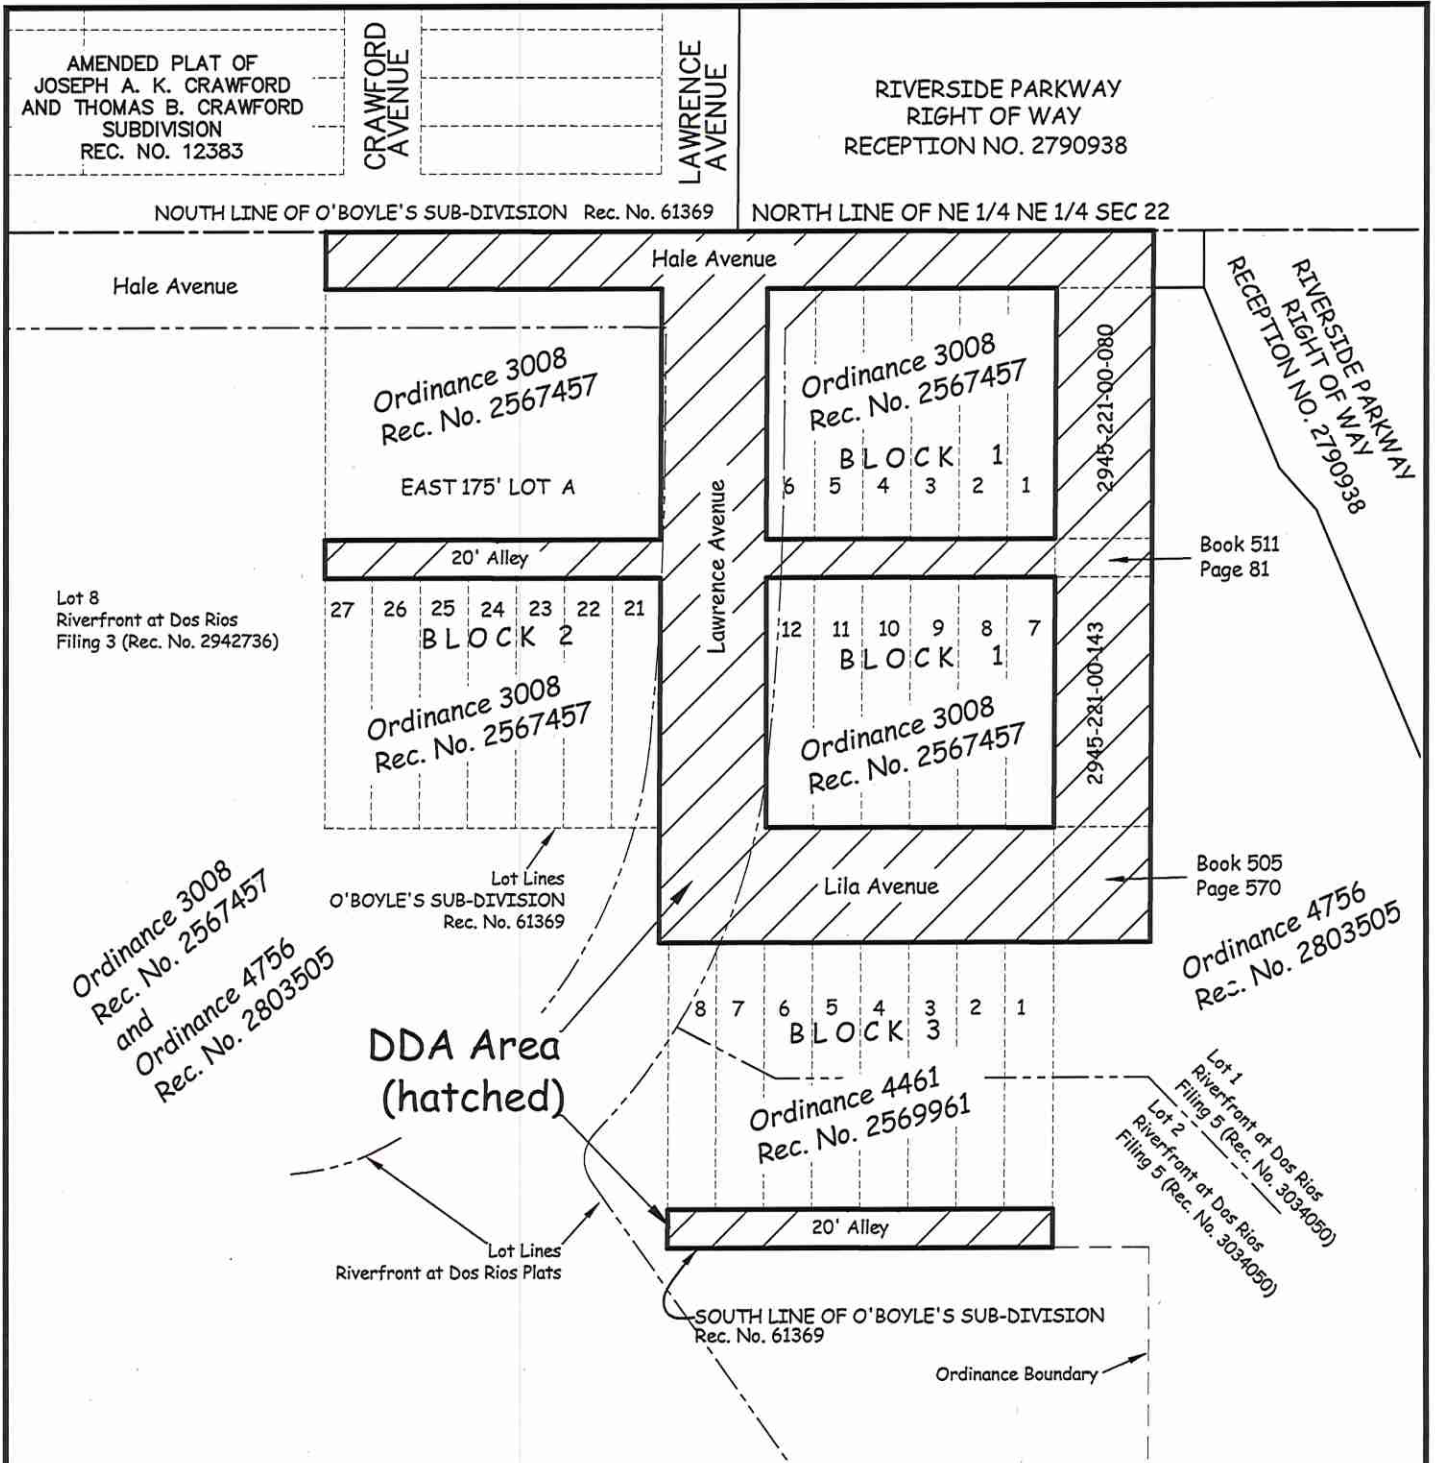 AMENDED PLAT OF
JOSEPH A. K. CRAWFORD
AND THOMAS B. CRAWFORD
SUBDIVISION
REC. NO. 12383
CRAWFORD
AVENUE
LAWRENCE
AVENUE
RIVERSIDE PARKWAY
RIGHT OF WAY
RECEPTION NO. 2790938
NOUTH LINE OF O'BOYLE'S SUB-DIVISION Rec. No. 61369
NORTH LINE OF NE 1/4 NE 1/4 SEC 22
Hale Avenue
Hale Avenue
RIVERSIDE PARKWAY
RIGHT OF WAY
RECEPTION NO. 2790938
Ordinance 3008
Rec. No. 2567457
EAST 175' LOT A
Ordinance 3008
Rec. No. 2567457
BLOCK 1
6 5 4 3 2 1
2945-221-00-080
Lawrence Avenue
20' Alley
Book 511
Page 81
Lot 8
Riverfront at Dos Rios
Filing 3 (Rec. No. 2942736)
27 26 25 24 23 22 21
BLOCK 2
Ordinance 3008
Rec. No. 2567457
12 11 10 9 8 7
BLOCK 1
Ordinance 3008
Rec. No. 2567457
2945-221-00-143
Lot Lines
O'BOYLE'S SUB-DIVISION
Rec. No. 61369
Lila Avenue
Book 505
Page 570
Ordinance 3008
Rec. No. 2567457
and
Ordinance 4756
Rec. No. 2803505
Ordinance 4756
Rec. No. 2803505
DDA Area
(hatched)
8 7 6 5 4 3 2 1
BLOCK 3
Ordinance 4461
Rec. No. 2569961
Lot 1
Riverfront at Dos Rios
Filing 5 (Rec. No. 3034050)
Lot 2
Riverfront at Dos Rios
Filing 5 (Rec. No. 3034050)
20' Alley
Lot Lines
Riverfront at Dos Rios Plats
SOUTH LINE OF O'BOYLE'S SUB-DIVISION
Rec. No. 61369
Ordinance Boundary